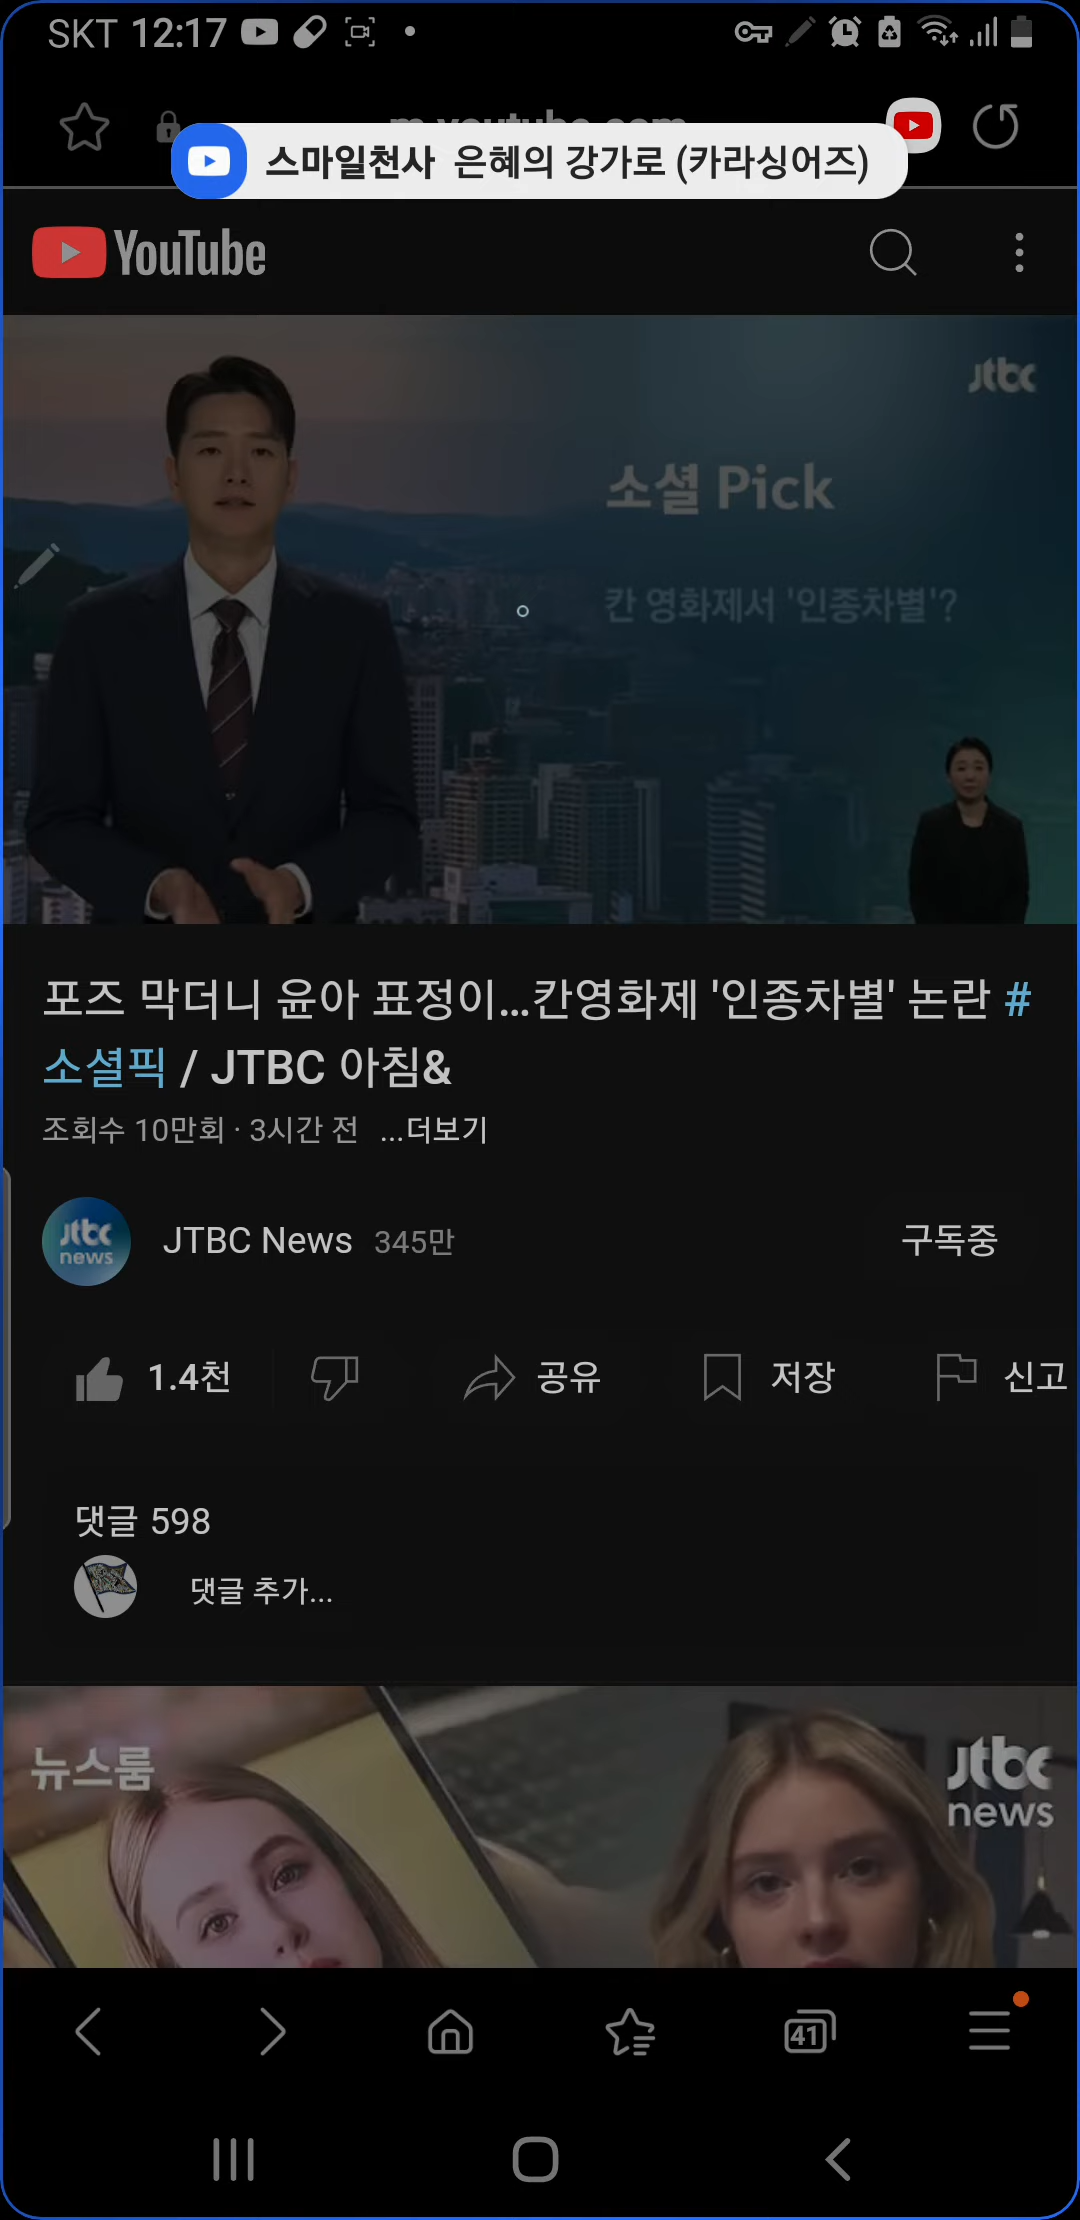 SKT 12:17
스마일천사 은혜의 강가로 (카라싱어즈)
YouTube
jtbc
소셜 Pick
칸 영화제서 '인종차별'?
포즈 막더니 윤아 표정이...칸영화제 '인종차별' 논란 #
소셜픽 / JTBC 아침&
조회수 10만회 · 3시간 전 ...더보기
jtbc
news
JTBC News 345만
구독중
1.4천
공유
저장
신고
댓글 598
댓글 추가...
뉴스룸
jtbc
news
41